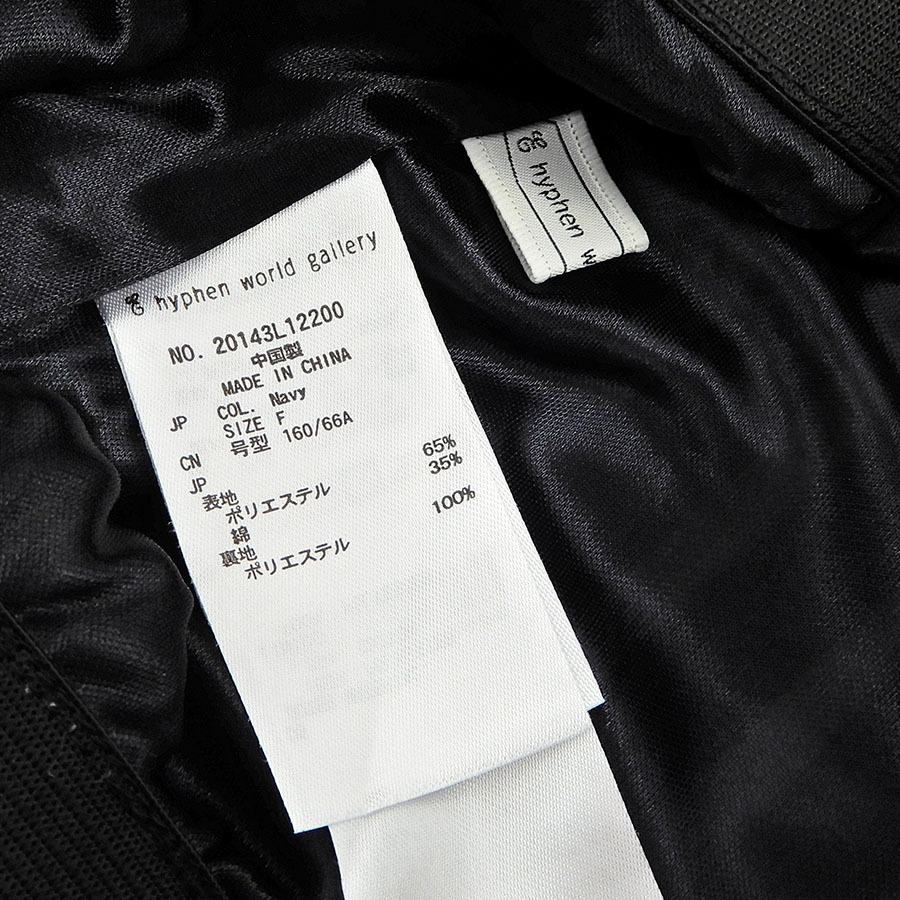 hyphen world gallery
NO. 20143L12200
中国製
MADE IN CHINA
COL. Navy
JP SIZE F
CN 号型 160/66A
JP
表地
ポリエステル 65%
綿 35%
裏地
ポリエステル 100%
hyphen w